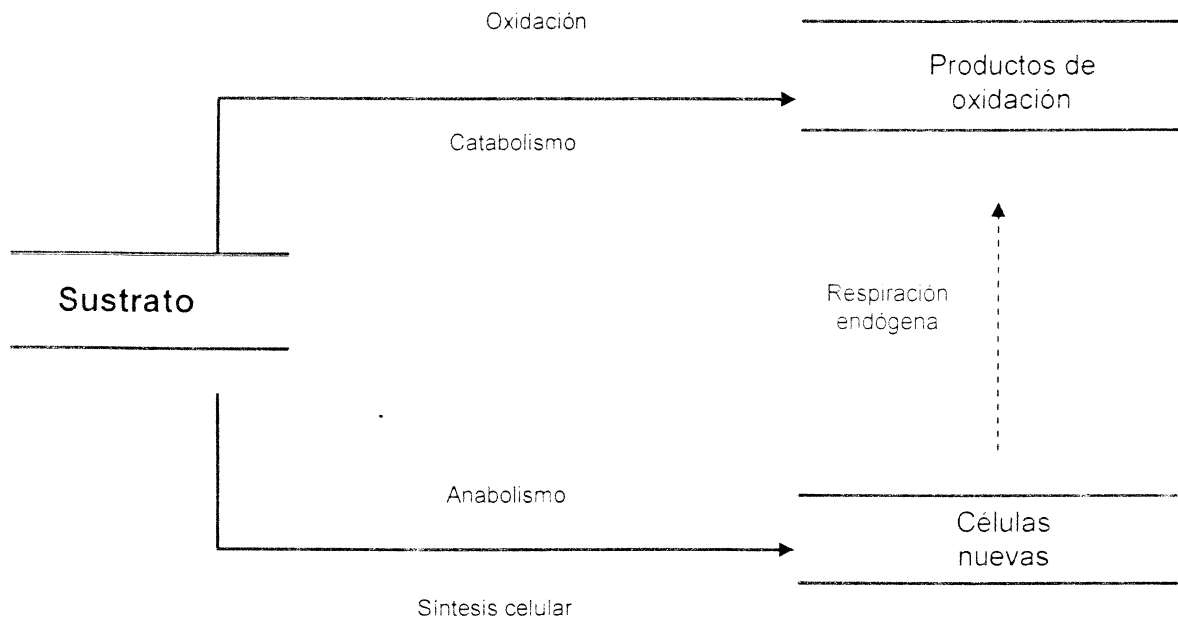 Oxidación
Productos de
oxidación
Catabolismo
Sustrato
Respiración
endógena
Anabolismo
Células
nuevas
Síntesis celular